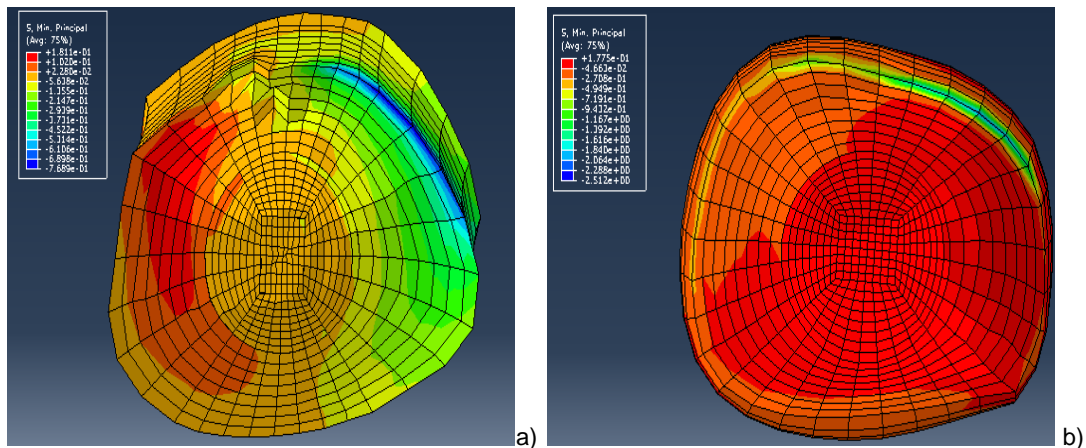 S, Min. Principal
(Avg: 75%)
+1.811e-01
+1.020e-01
+2.280e-02
-5.638e-02
-1.355e-01
-2.147e-01
-2.939e-01
-3.731e-01
-4.522e-01
-5.314e-01
-6.106e-01
-6.898e-01
-7.689e-01
a)
S, Min. Principal
(Avg: 75%)
+1.775e-01
-4.663e-02
-2.708e-01
-4.949e-01
-7.191e-01
-9.432e-01
-1.167e+00
-1.392e+00
-1.616e+00
-1.840e+00
-2.064e+00
-2.288e+00
-2.512e+00
b)